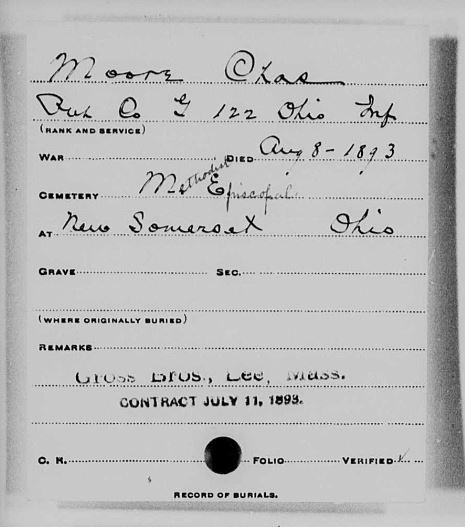 Moore Chas
Pvt Co G 122 Ohio Inf
(RANK AND SERVICE)
WAR DIED Aug 8-1893
CEMETERY Methodist Episcopal
AT New Somerset Ohio
GRAVE SEC.
(WHERE ORIGINALLY BURIED)
REMARKS
Gross Bros., Lee, Mass.
CONTRACT JULY 11, 1893.
C. H. FOLIO VERIFIED ✓
RECORD OF BURIALS.